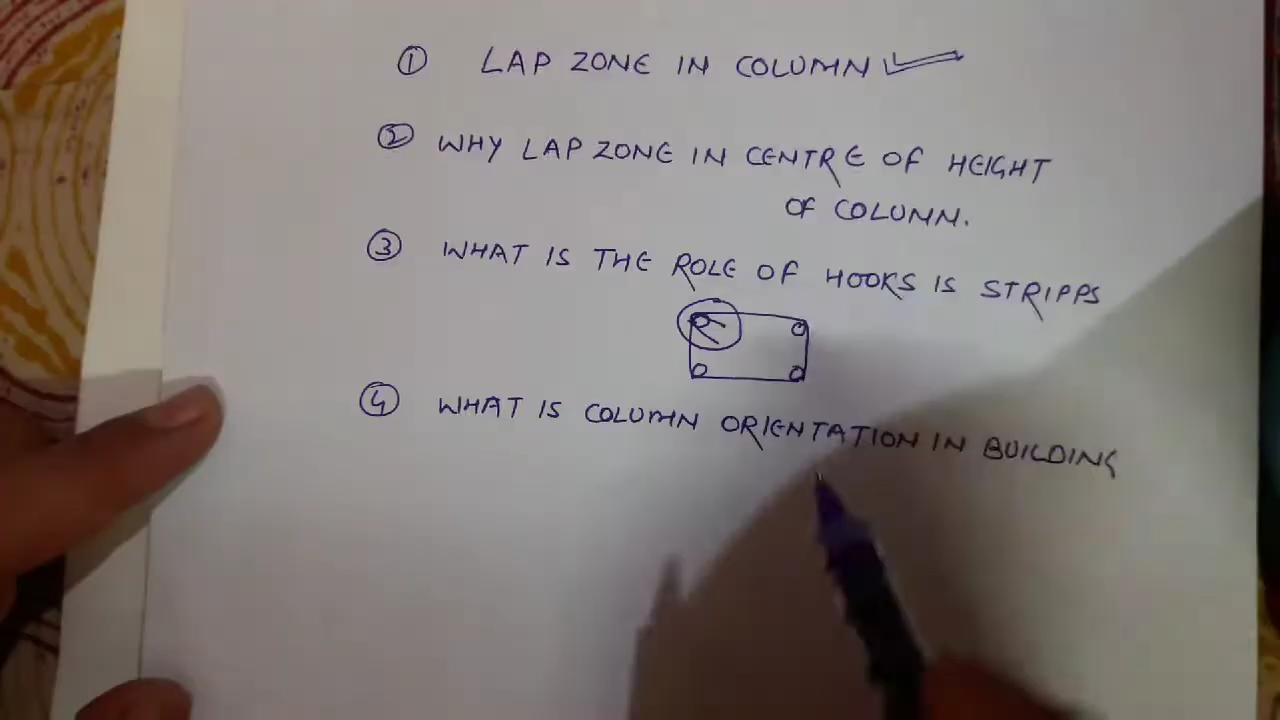 ① LAP ZONE IN COLUMN
② WHY LAP ZONE IN CENTRE OF HEIGHT
OF COLUMN.
③ WHAT IS THE ROLE OF HOOKS IS STRIPPS
④ WHAT IS COLUMN ORIENTATION IN BUILDING